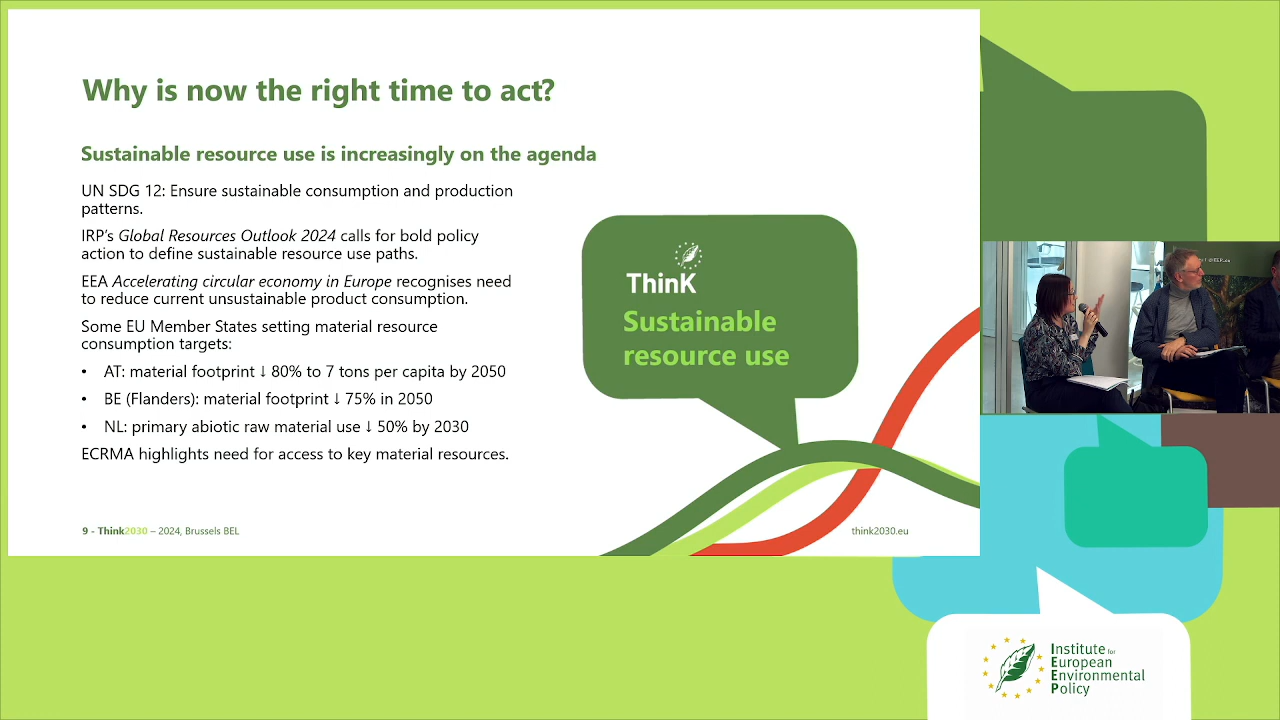 Why is now the right time to act?
Sustainable resource use is increasingly on the agenda
UN SDG 12: Ensure sustainable consumption and production
patterns.
IRP's Global Resources Outlook 2024 calls for bold policy
action to define sustainable resource use paths.
EEA Accelerating circular economy in Europe recognises need
to reduce current unsustainable product consumption.
Some EU Member States setting material resource
consumption targets:
• AT: material footprint ↓ 80% to 7 tons per capita by 2050
• BE (Flanders): material footprint ↓ 75% in 2050
• NL: primary abiotic raw material use ↓ 50% by 2030
ECRMA highlights need for access to key material resources.
ThinK
Sustainable
resource use
9 - Think2030 – 2024, Brussels BEL
think2030.eu
Institute for
European
Environmental
Policy